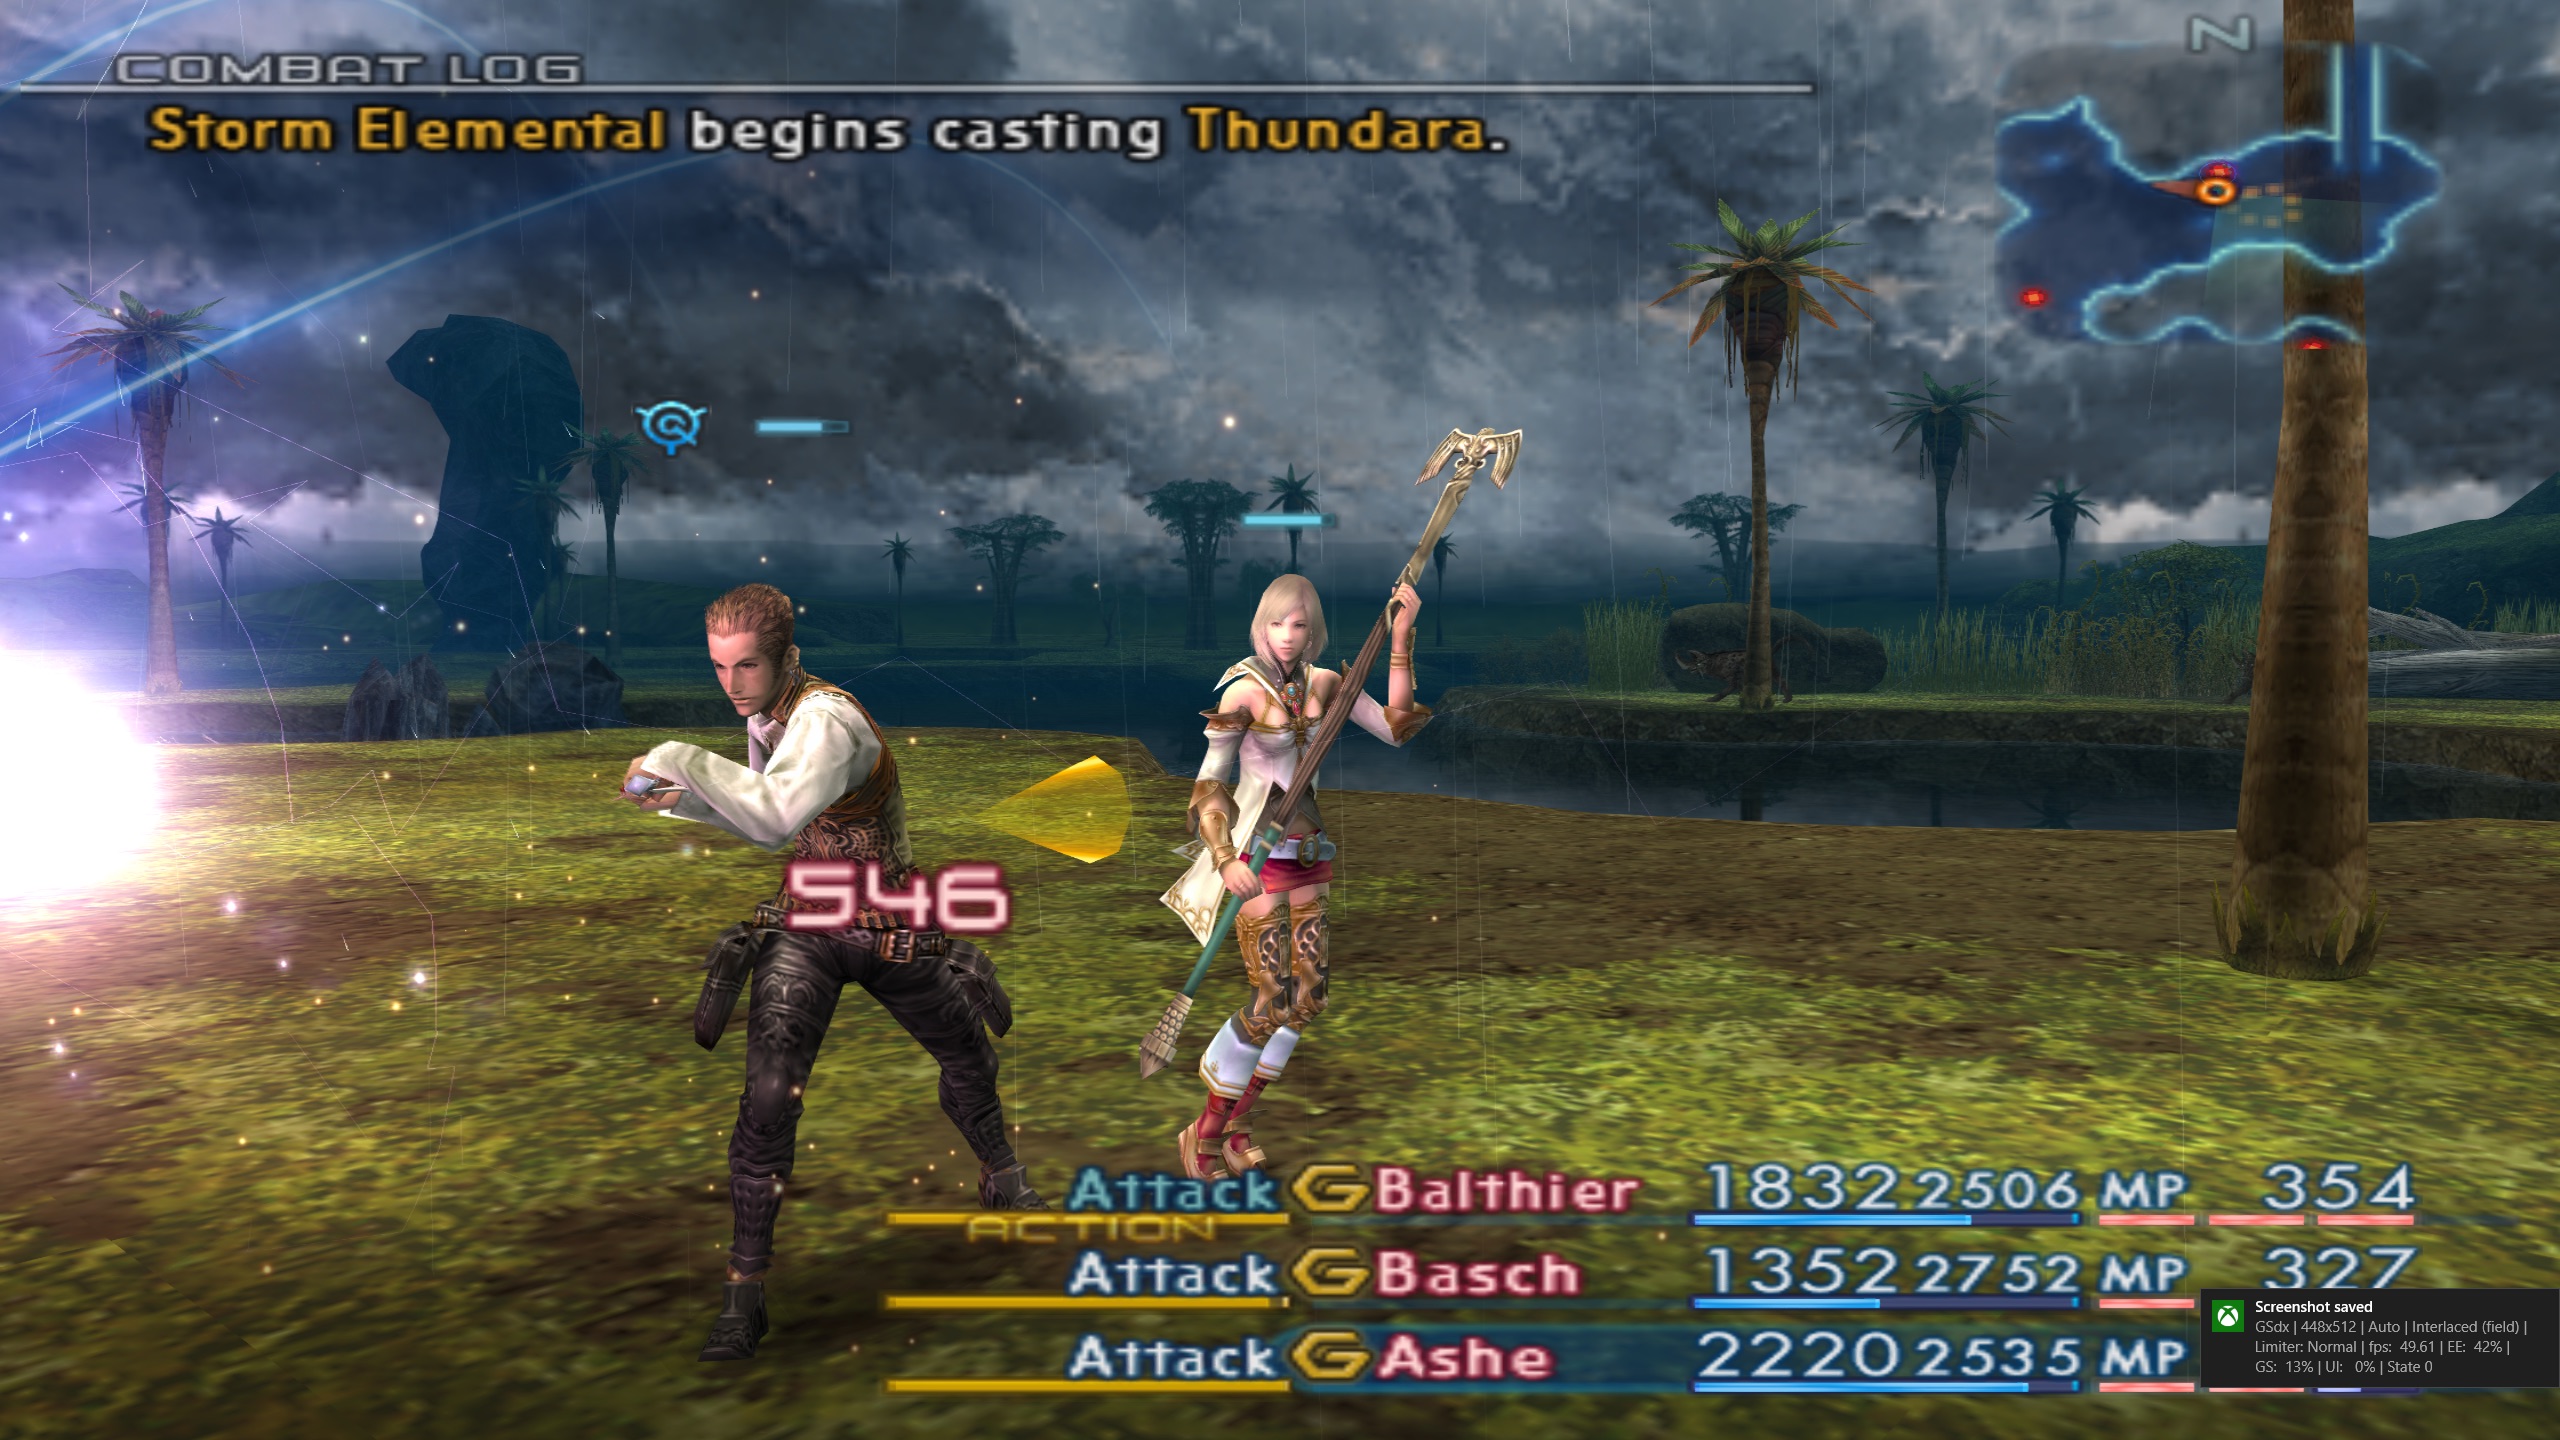 N
COMBAT LOG
Storm Elemental begins casting Thundara.
546
Attack Balthier 1832 2506 MP 354
ACTION
Attack Basch 1352 2752 MP 327
Attack Ashe 2220 2535 MP
Screenshot saved
GSdx | 448x512 | Auto | Interlaced (field) |
Limiter: Normal | fps: 49.61 | EE: 42% |
GS: 13% | UI: 0% | State 0